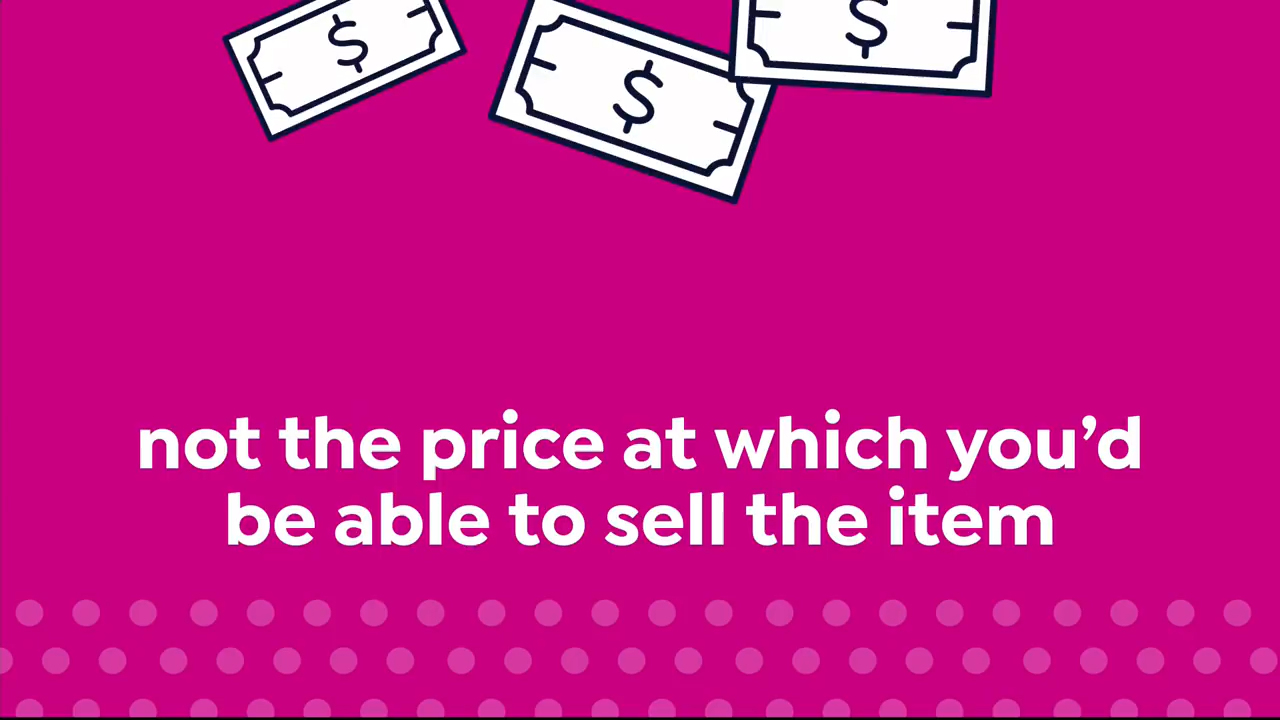 $ $ $
not the price at which you’d
be able to sell the item